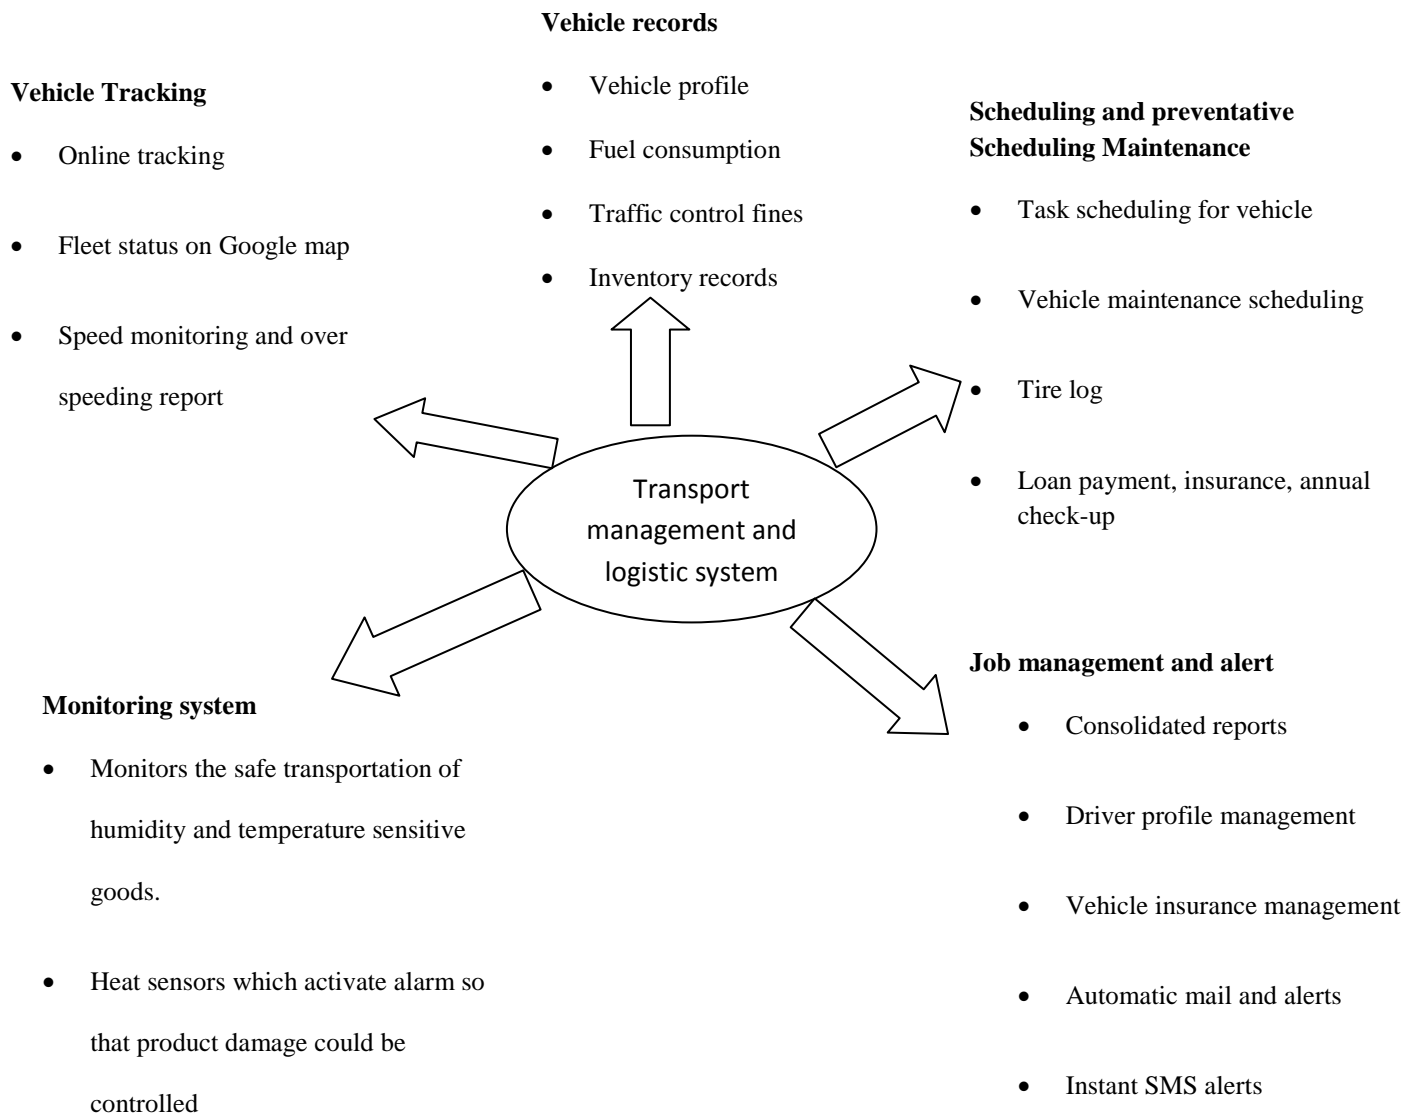 Vehicle records
• Vehicle profile
• Fuel consumption
• Traffic control fines
• Inventory records
Vehicle Tracking
• Online tracking
• Fleet status on Google map
• Speed monitoring and over
speeding report
Scheduling and preventative
Scheduling Maintenance
• Task scheduling for vehicle
• Vehicle maintenance scheduling
• Tire log
• Loan payment, insurance, annual
check-up
Transport
management and
logistic system
Monitoring system
• Monitors the safe transportation of
humidity and temperature sensitive
goods.
• Heat sensors which activate alarm so
that product damage could be
controlled
Job management and alert
• Consolidated reports
• Driver profile management
• Vehicle insurance management
• Automatic mail and alerts
• Instant SMS alerts